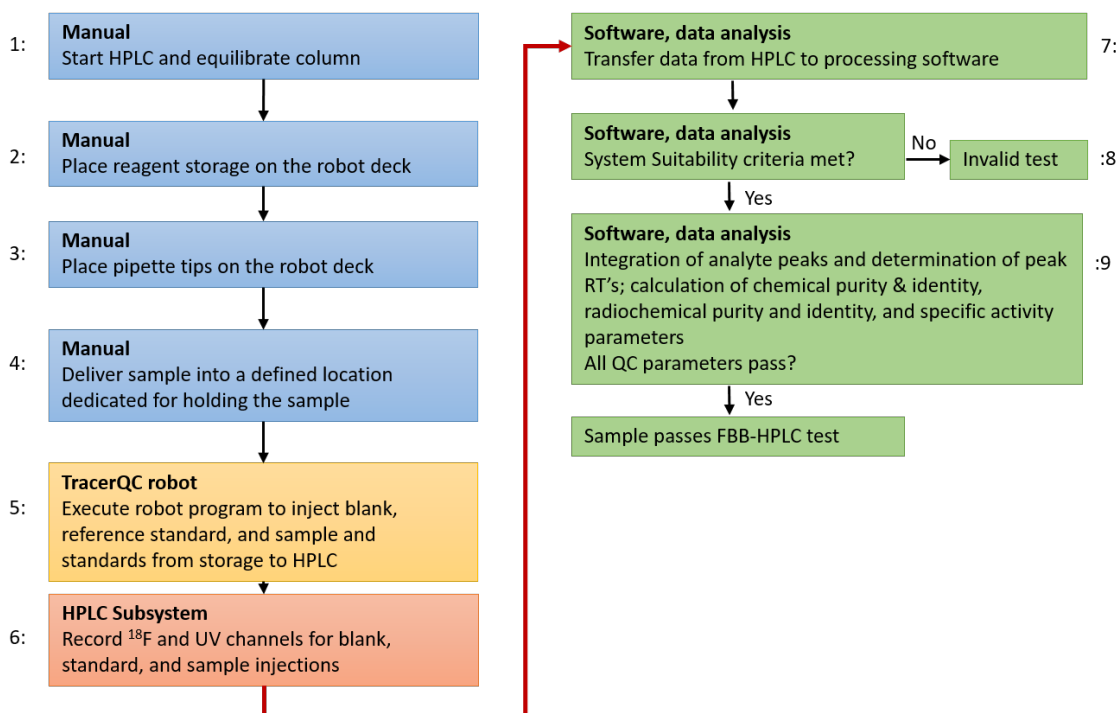 1:
Manual
Start HPLC and equilibrate column
2:
Manual
Place reagent storage on the robot deck
3:
Manual
Place pipette tips on the robot deck
4:
Manual
Deliver sample into a defined location
dedicated for holding the sample
5:
TracerQC robot
Execute robot program to inject blank,
reference standard, and sample and
standards from storage to HPLC
6:
HPLC Subsystem
Record ¹⁸F and UV channels for blank,
standard, and sample injections
Software, data analysis
Transfer data from HPLC to processing software
7:
Software, data analysis
System Suitability criteria met?
No
Invalid test
:8
Yes
Software, data analysis
Integration of analyte peaks and determination of peak
RT’s; calculation of chemical purity & identity,
radiochemical purity and identity, and specific activity
parameters
All QC parameters pass?
:9
Yes
Sample passes FBB-HPLC test